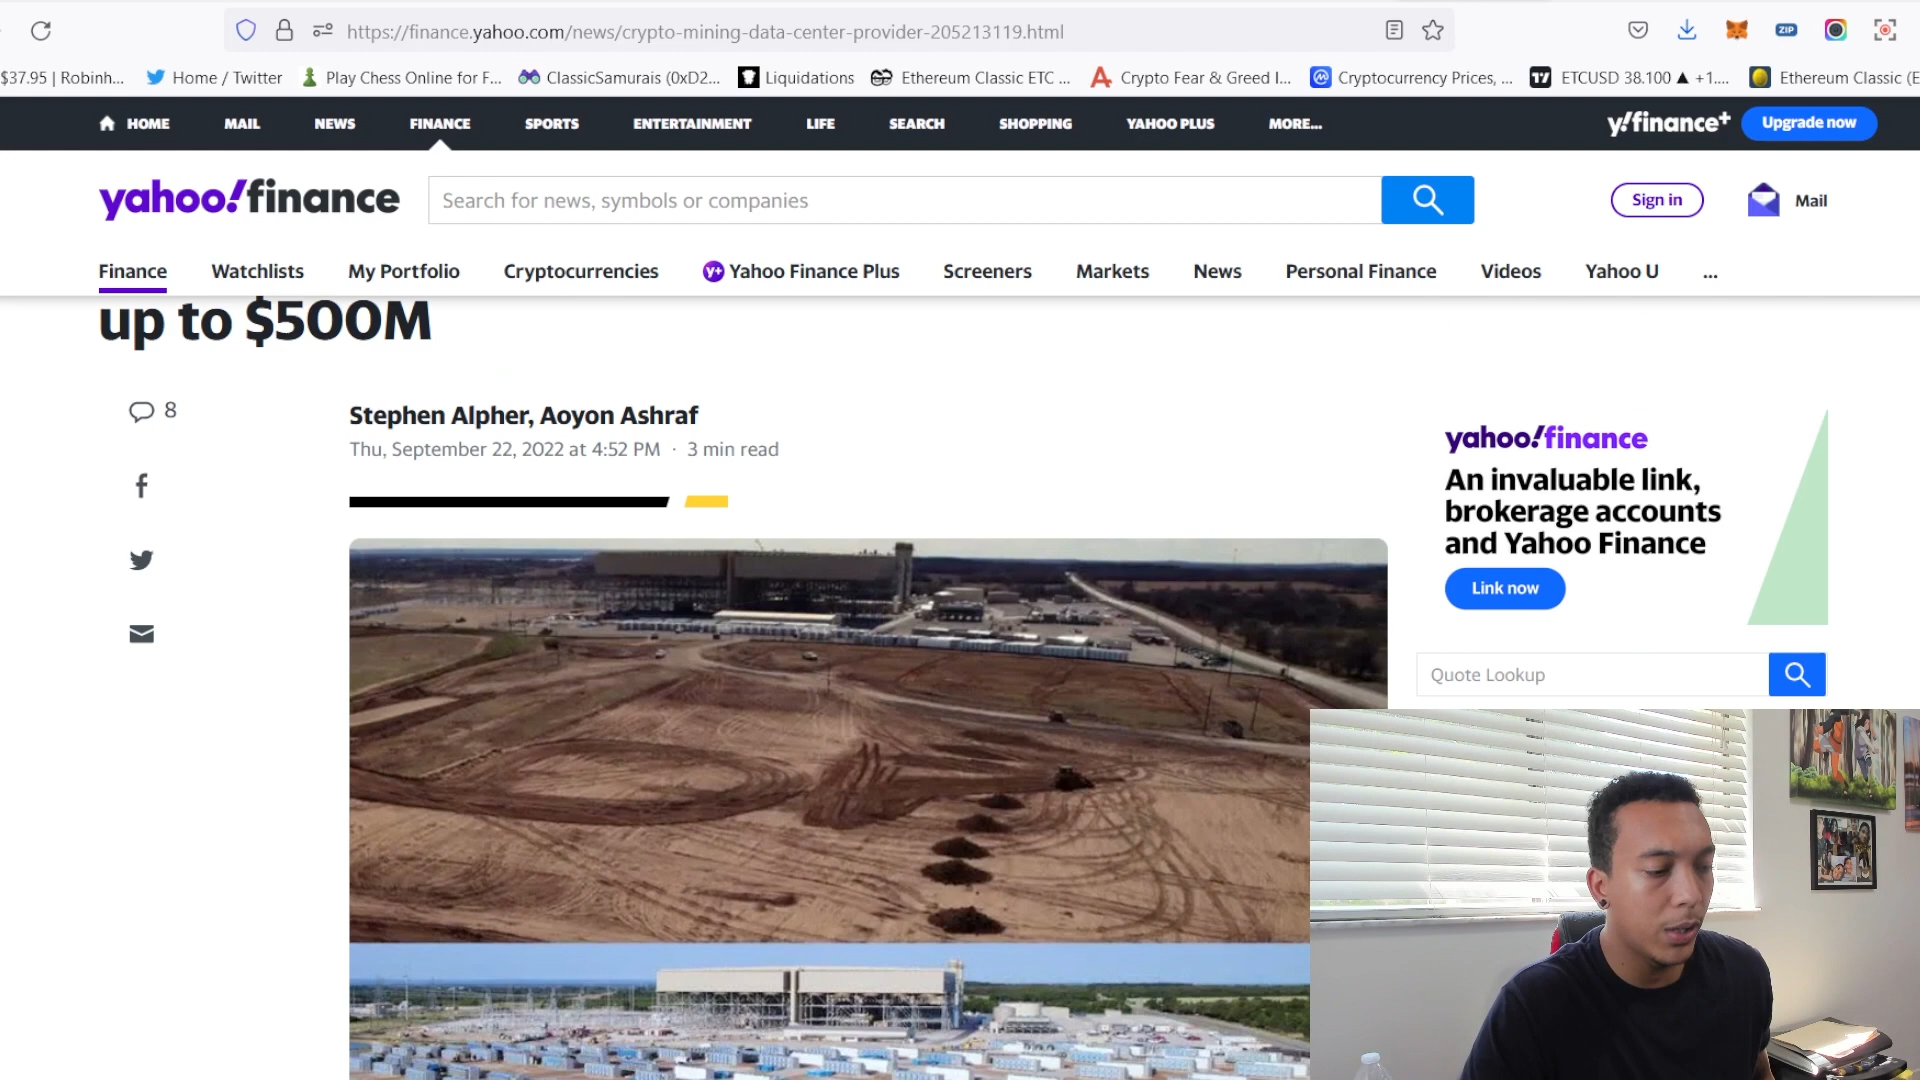 https://finance.yahoo.com/news/crypto-mining-data-center-provider-205213119.html
ZIP
$37.95 | Robinh...
Home / Twitter
Play Chess Online for F...
ClassicSamurais (0xD2...
Liquidations
Ethereum Classic ETC ...
Crypto Fear & Greed I...
Cryptocurrency Prices, ...
ETCUSD 38.100 ▲ +1....
Ethereum Classic (E
HOME
MAIL
NEWS
FINANCE
SPORTS
ENTERTAINMENT
LIFE
SEARCH
SHOPPING
YAHOO PLUS
MORE...
y!finance+
Upgrade now
yahoo!finance
Search for news, symbols or companies
Sign in
Mail
Finance
Watchlists
My Portfolio
Cryptocurrencies
y+ Yahoo Finance Plus
Screeners
Markets
News
Personal Finance
Videos
Yahoo U
...
up to $500M
8
Stephen Alpher, Aoyon Ashraf
Thu, September 22, 2022 at 4:52 PM · 3 min read
yahoo!finance
An invaluable link,
brokerage accounts
and Yahoo Finance
Link now
Quote Lookup